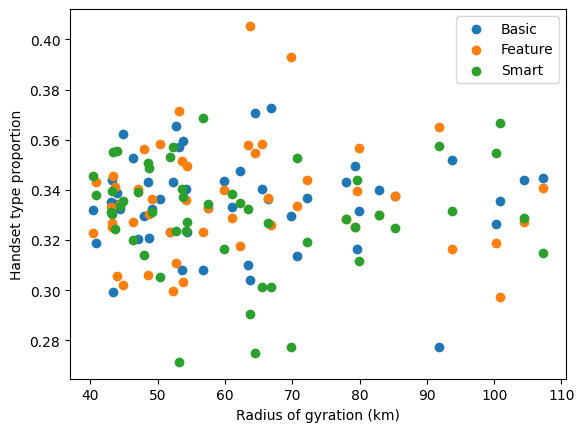 Basic
Feature
Smart
0.40
0.38
0.36
0.34
0.32
0.30
0.28
Handset type proportion
40 50 60 70 80 90 100 110
Radius of gyration (km)